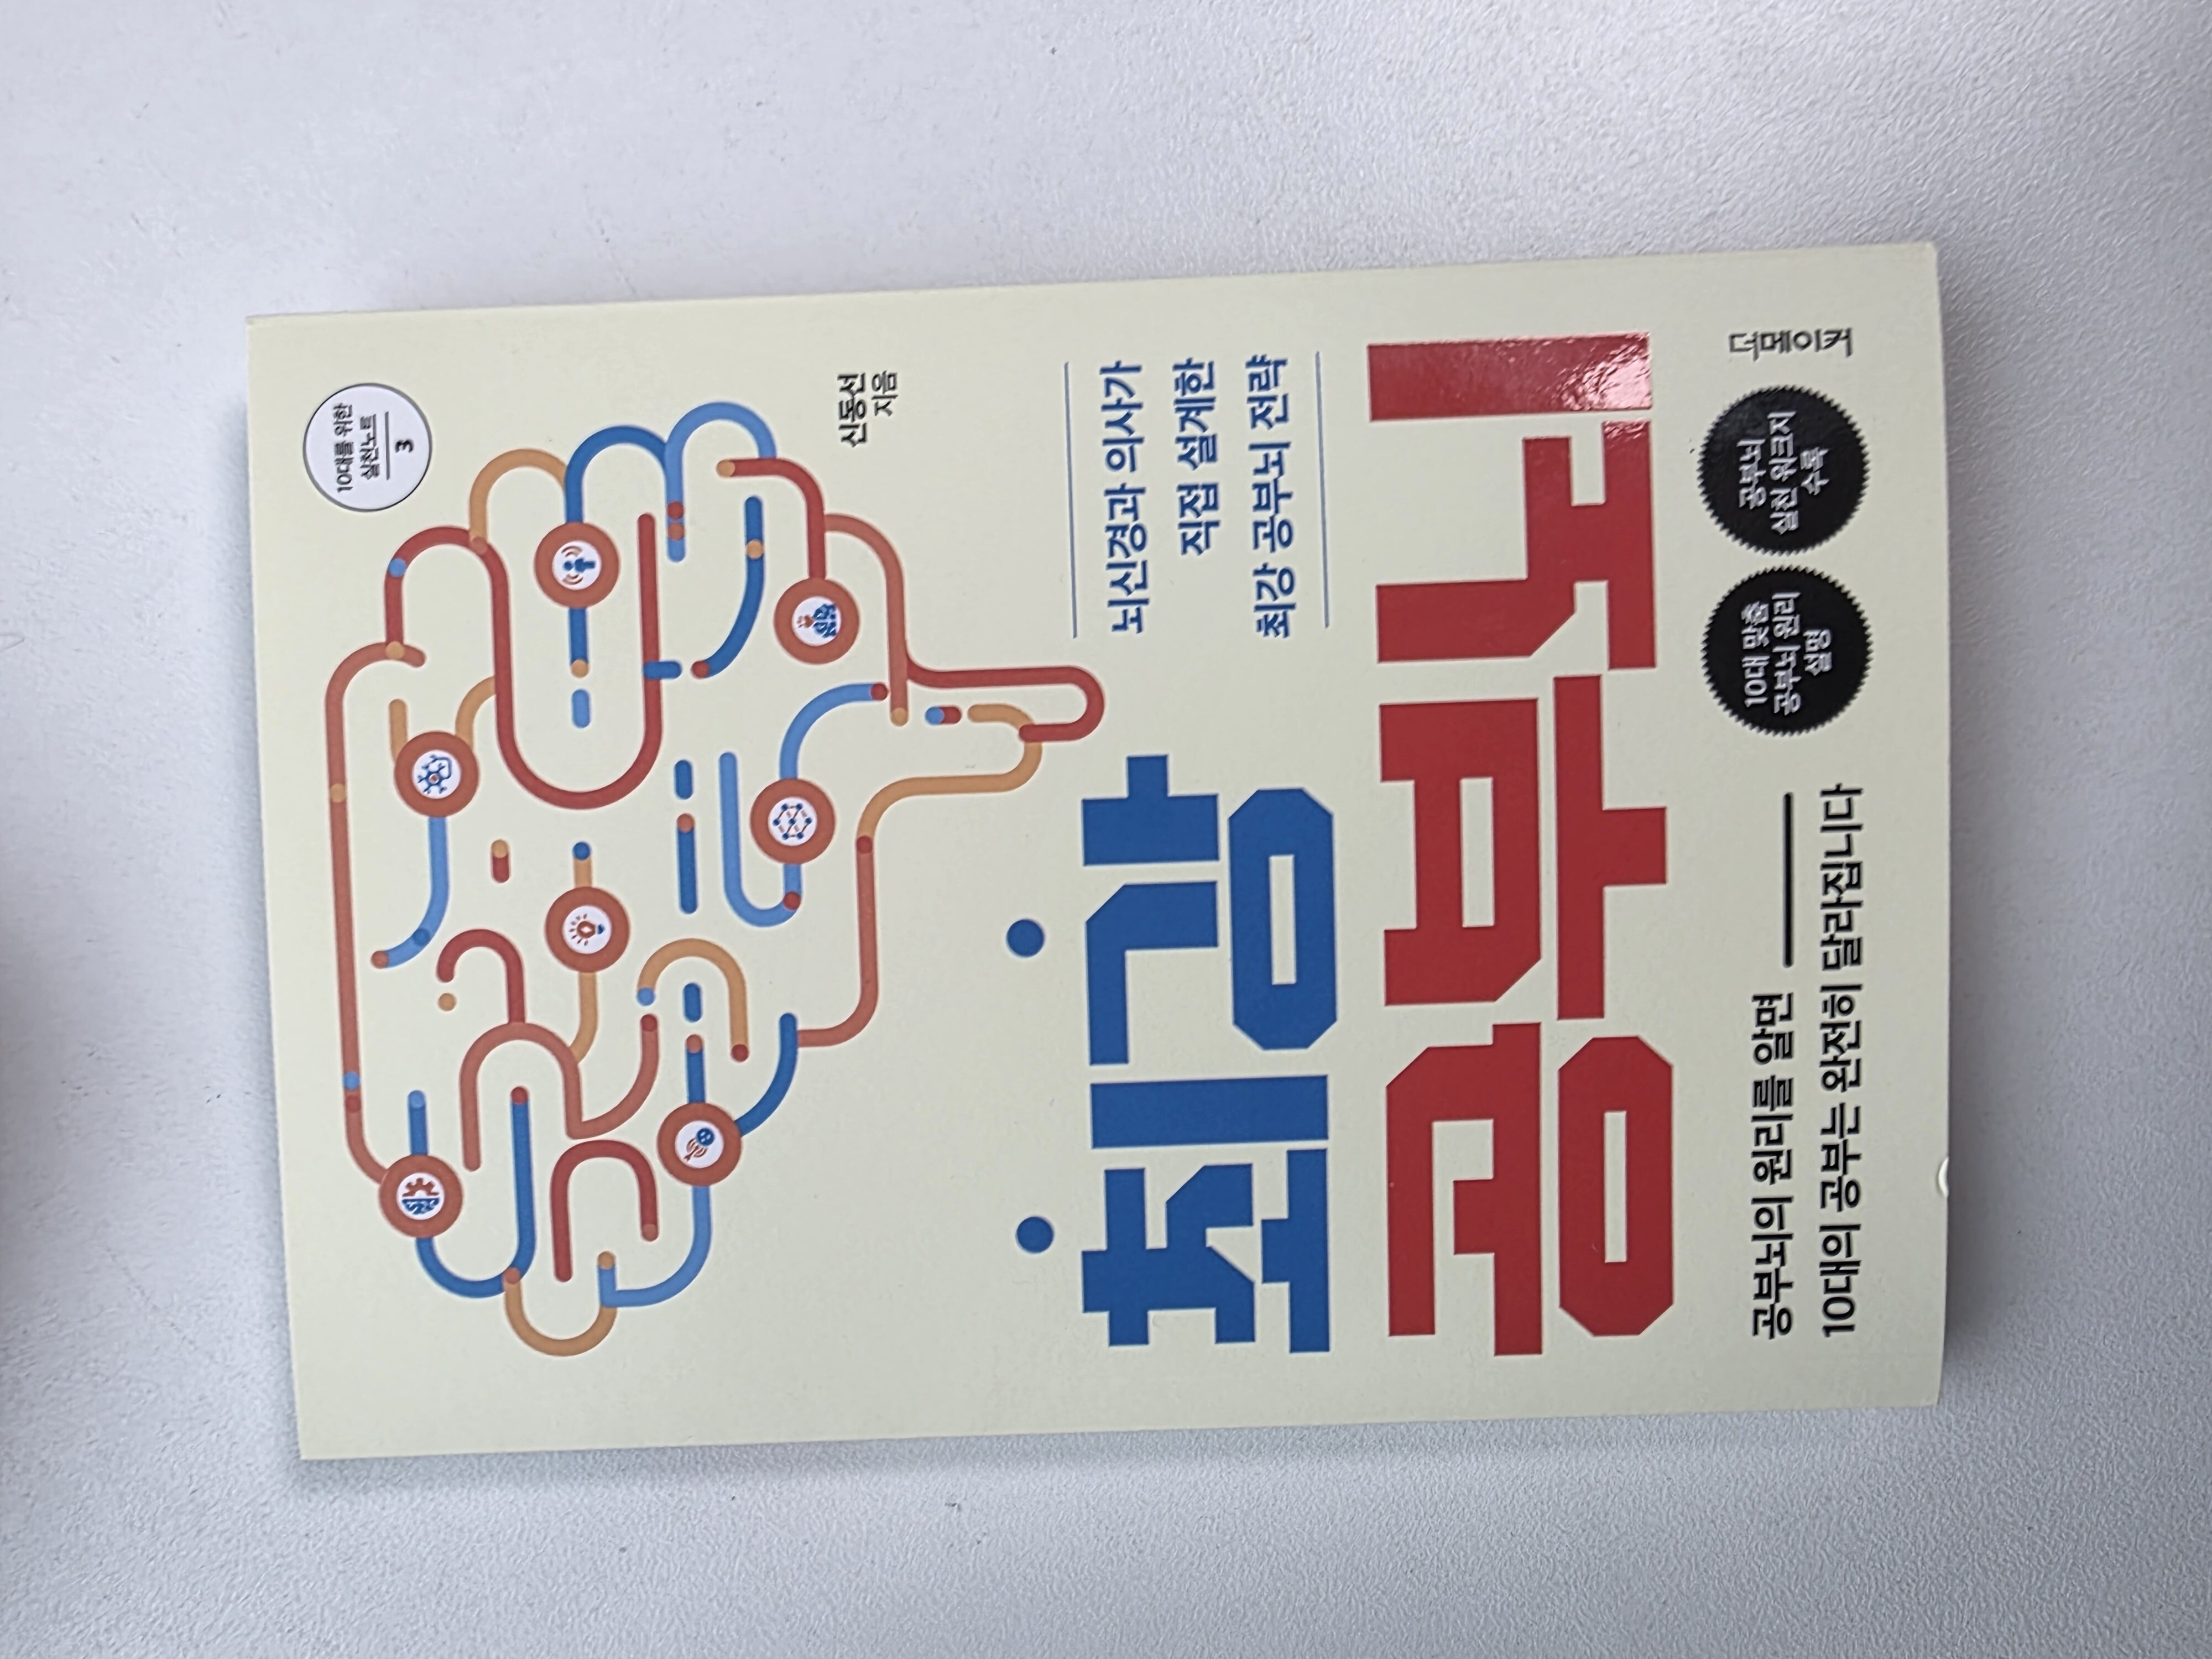 10대를 위한
실천노트
3
신동선
지음
뇌신경과 의사가
직접 설계한
최강 공부뇌 전략
최강
공부뇌
공부뇌의 원리를 알면
10대의 공부는 완전히 달라집니다
10대 맞춤
공부뇌 원리
설명
공부뇌
실천 워크지
수록
더메이커